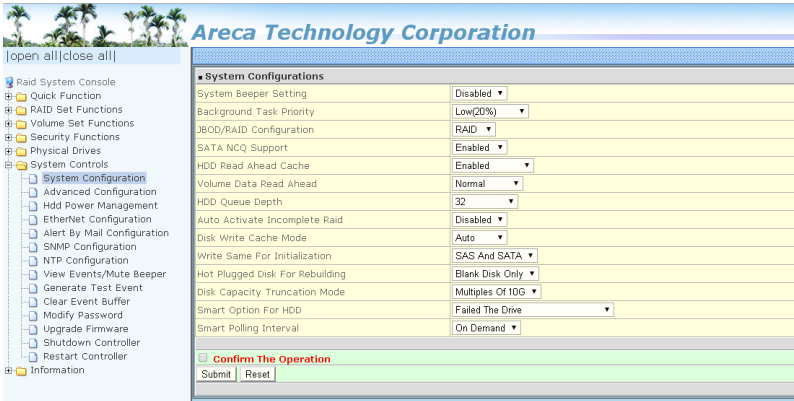 Areca Technology Corporation
|open all|close all|
Raid System Console
Quick Function
RAID Set Functions
Volume Set Functions
Security Functions
Physical Drives
System Controls
System Configuration
Advanced Configuration
Hdd Power Management
EtherNet Configuration
Alert By Mail Configuration
SNMP Configuration
NTP Configuration
View Events/Mute Beeper
Generate Test Event
Clear Event Buffer
Modify Password
Upgrade Firmware
Shutdown Controller
Restart Controller
Information
System Configurations
System Beeper Setting Disabled
Background Task Priority Low(20%)
JBOD/RAID Configuration RAID
SATA NCQ Support Enabled
HDD Read Ahead Cache Enabled
Volume Data Read Ahead Normal
HDD Queue Depth 32
Auto Activate Incomplete Raid Disabled
Disk Write Cache Mode Auto
Write Same For Initialization SAS And SATA
Hot Plugged Disk For Rebuilding Blank Disk Only
Disk Capacity Truncation Mode Multiples Of 10G
Smart Option For HDD Failed The Drive
Smart Polling Interval On Demand
Confirm The Operation
Submit Reset